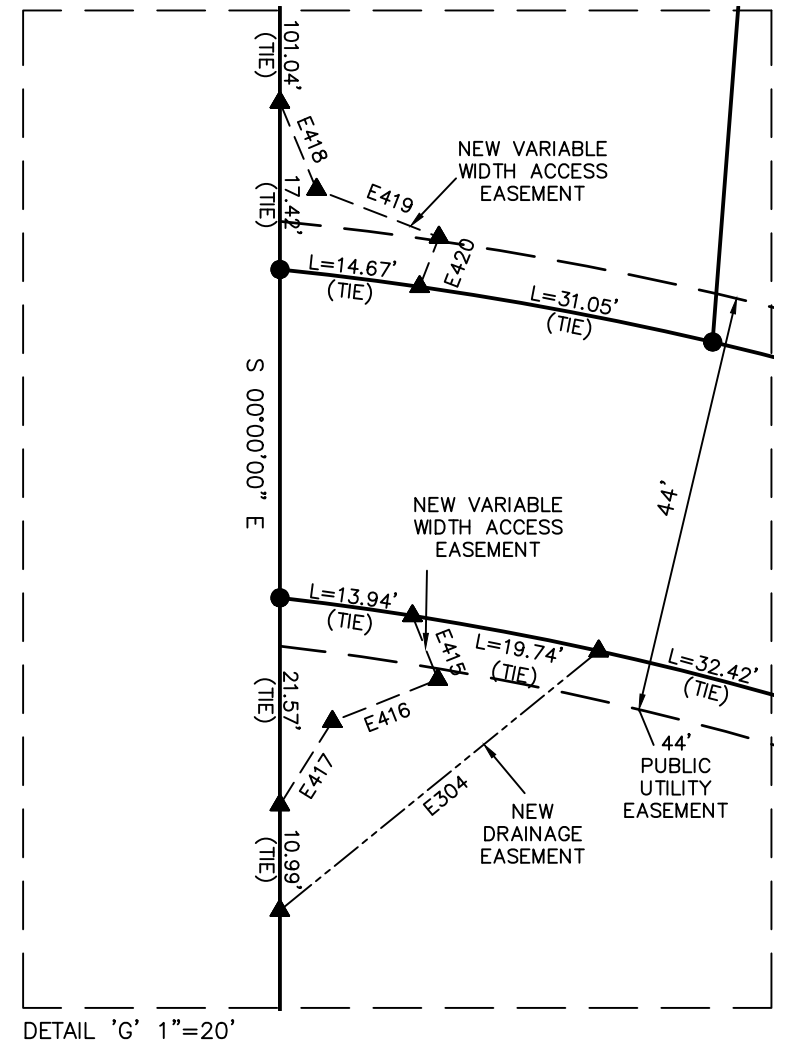 101.04'
(TIE)
E418
NEW VARIABLE
WIDTH ACCESS
EASEMENT
17.42'
(TIE)
E419
E420
L=14.67'
(TIE)
L=31.05'
(TIE)
S 00°00'00" E
44'
NEW VARIABLE
WIDTH ACCESS
EASEMENT
L=13.94'
(TIE)
E415
L=19.74'
(TIE)
L=32.42'
(TIE)
21.57'
(TIE)
E416
E417
44'
PUBLIC
UTILITY
EASEMENT
E304
NEW
DRAINAGE
EASEMENT
10.99'
(TIE)
DETAIL 'G' 1"=20'